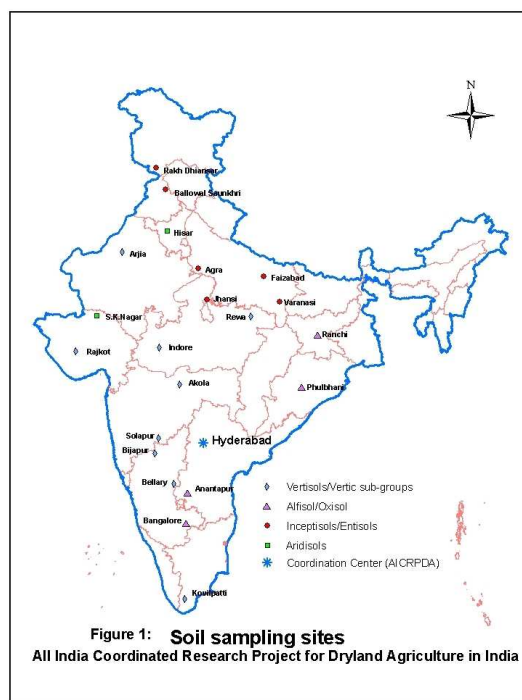 N
Rakh Dhiansar
Ballowal Saunkhri
Hisar
Arjia
Agra
Faizabad
Jhansi
Varanasi
Rewa
S.K.Nagar
Ranchi
Rajkot
Indore
Akola
Phulbhani
Solapur
Hyderabad
Bijapur
Bellary
Anantapur
Bangalore
Kovilpatti
Vertisols/Vertic sub-groups
Alfisol/Oxisol
Inceptisols/Entisols
Aridisols
Coordination Center (AICRPDA)
Figure 1: Soil sampling sites
All India Coordinated Research Project for Dryland Agriculture in India